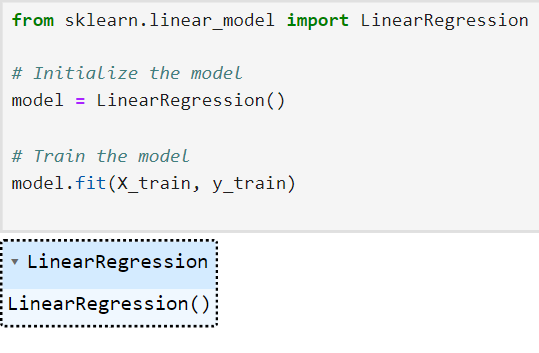 from sklearn.linear_model import LinearRegression
# Initialize the model
model = LinearRegression()
# Train the model
model.fit(X_train, y_train)
▾ LinearRegression
LinearRegression()